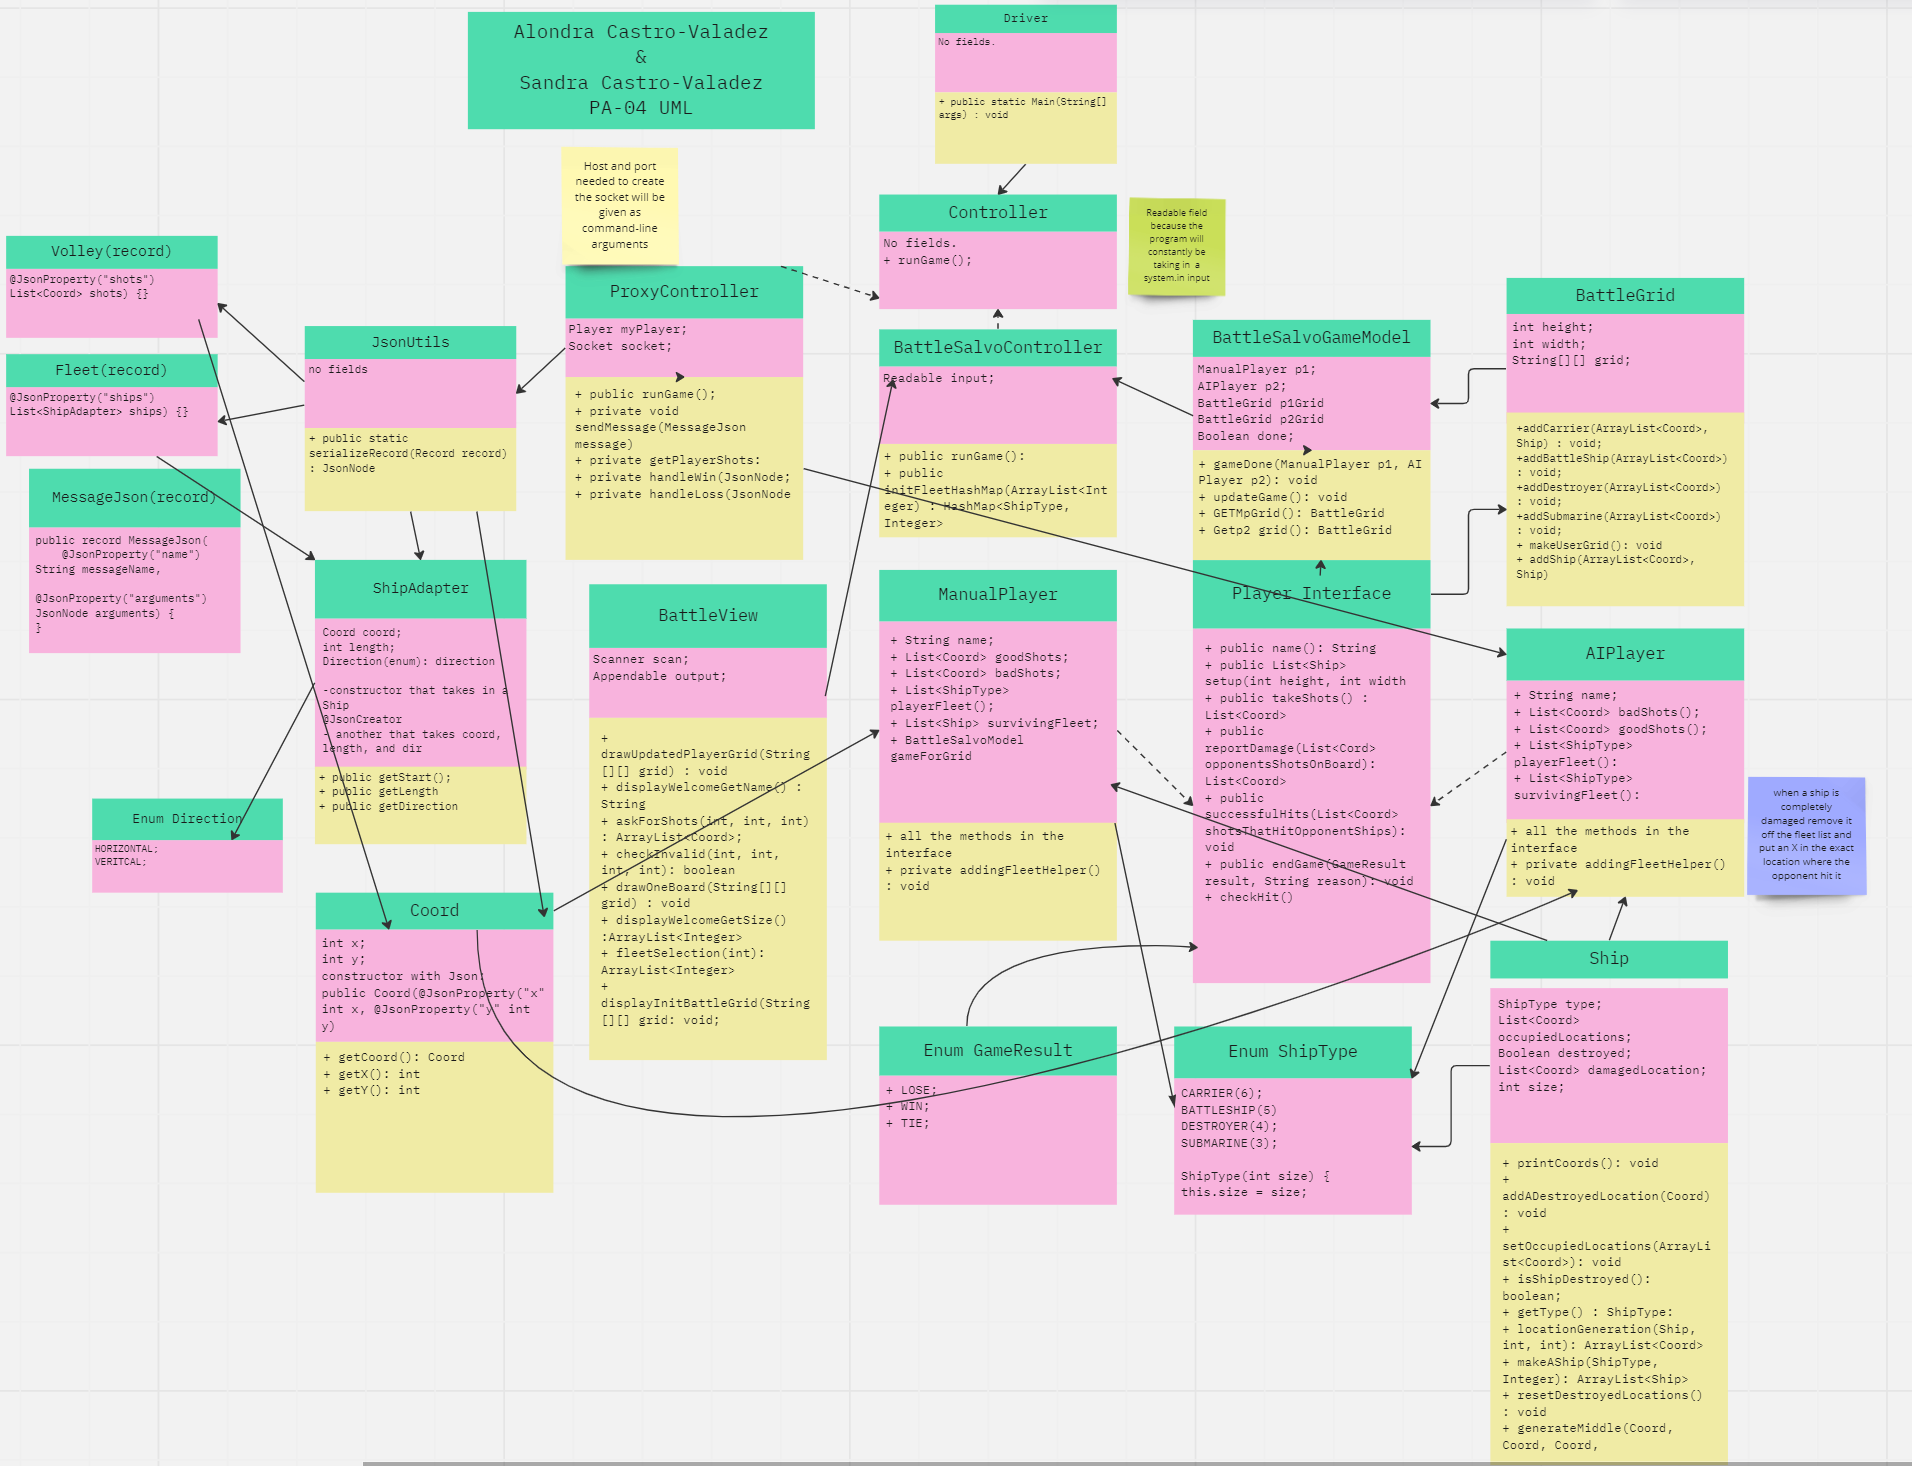 Alondra Castro-Valadez
&
Sandra Castro-Valadez
PA-04 UML
Driver
No fields.
+ public static Main(String[]
args) : void
Host and port
needed to create
the socket will be
given as
command-line
arguments
Controller
No fields.
+ runGame();
Readable field
because the
program will
constantly be
taking in a
system.in input
Volley(record)
@JsonProperty("shots")
List<Coord> shots) {}
Fleet(record)
@JsonProperty("ships")
List<ShipAdapter> ships) {}
MessageJson(record)
public record MessageJson(
@JsonProperty("name")
String messageName,
@JsonProperty("arguments")
JsonNode arguments) {
}
JsonUtils
no fields
+ public static
serializeRecord(Record record)
: JsonNode
ProxyController
Player myPlayer;
Socket socket;
+ public runGame();
+ private void
sendMessage(MessageJson
message)
+ private getPlayerShots:
+ private handleWin(JsonNode;
+ private handleLoss(JsonNode
BattleSalvoController
Readable input;
+ public runGame():
+ public
initFleetHashMap(ArrayList<Int
eger) : HashMap<ShipType,
Integer>
BattleSalvoGameModel
ManualPlayer p1;
AIPlayer p2;
BattleGrid p1Grid
BattleGrid p2Grid
Boolean done;
+ gameDone(ManualPlayer p1, AI
Player p2): void
+ updateGame(): void
+ GETMpGrid(): BattleGrid
+ Getp2 grid(): BattleGrid
BattleGrid
int height;
int width;
String[][] grid;
+addCarrier(ArrayList<Coord>,
Ship) : void;
+addBattleShip(ArrayList<Coord>)
: void;
+addDestroyer(ArrayList<Coord>)
: void;
+addSubmarine(ArrayList<Coord>)
: void;
+ makeUserGrid(): void
+ addShip(ArrayList<Coord>,
Ship)
ShipAdapter
Coord coord;
int length;
Direction(enum): direction
-constructor that takes in a
Ship
@JsonCreator
- another that takes coord,
length, and dir
+ public getStart();
+ public getLength
+ public getDirection
Enum Direction
HORIZONTAL;
VERITCAL;
BattleView
Scanner scan;
Appendable output;
+
drawUpdatedPlayerGrid(String
[][] grid) : void
+ displayWelcomeGetName() :
String
+ askForShots(int, int, int)
: ArrayList<Coord>;
+ checkInvalid(int, int,
int, int): boolean
+ drawOneBoard(String[][]
grid) : void
+ displayWelcomeGetSize()
:ArrayList<Integer>
+ fleetSelection(int):
ArrayList<Integer>
+
displayInitBattleGrid(String
[][] grid: void;
ManualPlayer
+ String name;
+ List<Coord> goodShots;
+ List<Coord> badShots;
+ List<ShipType>
playerFleet();
+ List<Ship> survivingFleet;
+ BattleSalvoModel
gameForGrid
+ all the methods in the
interface
+ private addingFleetHelper()
: void
Player Interface
+ public name(): String
+ public List<Ship>
setup(int height, int width
+ public takeShots() :
List<Coord>
+ public
reportDamage(List<Cord>
opponentsShotsOnBoard):
List<Coord>
+ public
successfulHits(List<Coord>
shotsThatHitOpponentShips):
void
+ public endGame(GameResult
result, String reason): void
+ checkHit()
AIPlayer
+ String name;
+ List<Coord> badShots();
+ List<Coord> goodShots();
+ List<ShipType>
playerFleet():
+ List<ShipType>
survivingFleet():
+ all the methods in the
interface
+ private addingFleetHelper()
: void
when a ship is
completely
damaged remove it
off the fleet list and
put an X in the exact
location where the
opponent hit it
Coord
int x;
int y;
constructor with Json:
public Coord(@JsonProperty("x"
int x, @JsonProperty("y" int
y)
+ getCoord(): Coord
+ getX(): int
+ getY(): int
Enum GameResult
+ LOSE;
+ WIN;
+ TIE;
Enum ShipType
CARRIER(6);
BATTLESHIP(5)
DESTROYER(4);
SUBMARINE(3);
ShipType(int size) {
this.size = size;
Ship
ShipType type;
List<Coord>
occupiedLocations;
Boolean destroyed;
List<Coord> damagedLocation;
int size;
+ printCoords(): void
+
addADestroyedLocation(Coord)
: void
+
setOccupiedLocations(ArrayLi
st<Coord>): void
+ isShipDestroyed():
boolean;
+ getType() : ShipType:
+ locationGeneration(Ship,
int, int): ArrayList<Coord>
+ makeAShip(ShipType,
Integer): ArrayList<Ship>
+ resetDestroyedLocations()
: void
+ generateMiddle(Coord,
Coord, Coord,